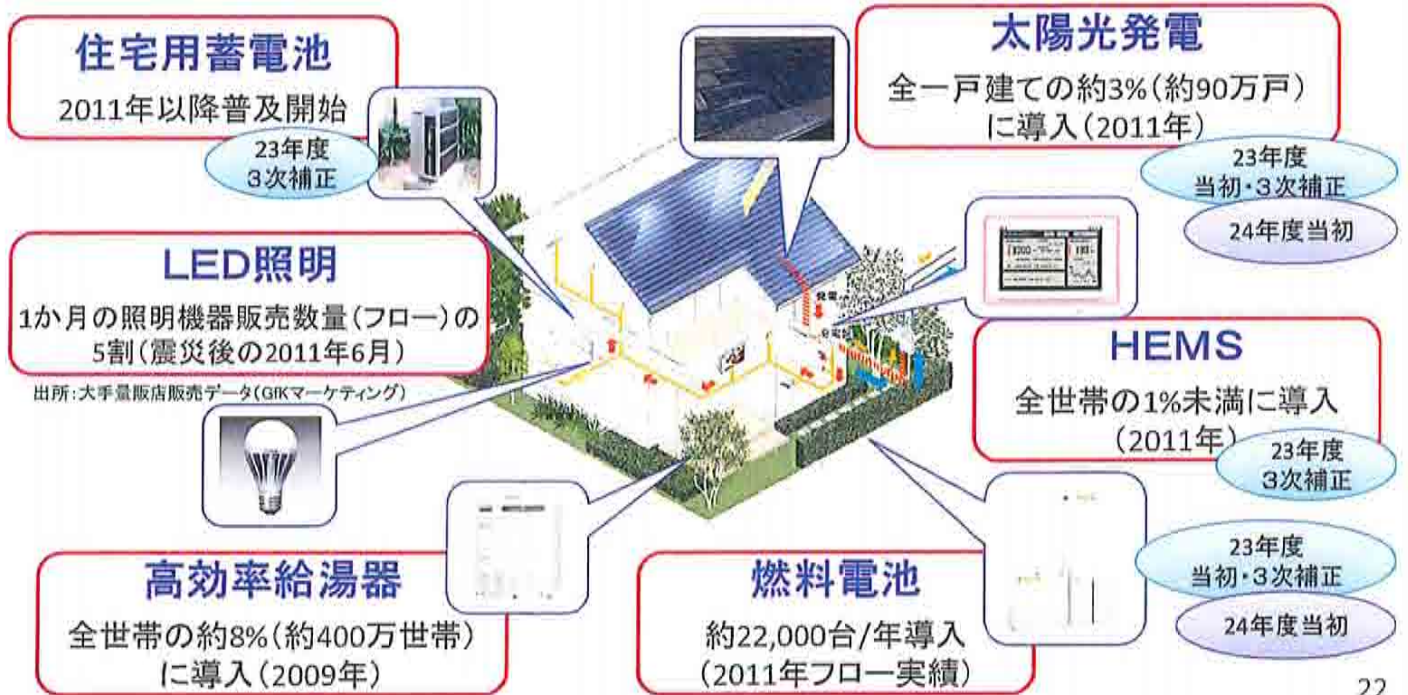 住宅用蓄電池
2011年以降普及開始
23年度
3次補正
太陽光発電
全一戸建ての約3%(約90万戸)
に導入(2011年)
23年度
当初・3次補正
24年度当初
LED照明
1か月の照明機器販売数量(フロー)の
5割(震災後の2011年6月)
出所:大手量販店販売データ(GfKマーケティング)
発電
HEMS
全世帯の1%未満に導入
(2011年)
23年度
3次補正
高効率給湯器
全世帯の約8%(約400万世帯)
に導入(2009年)
燃料電池
約22,000台/年導入
(2011年フロー実績)
23年度
当初・3次補正
24年度当初
22